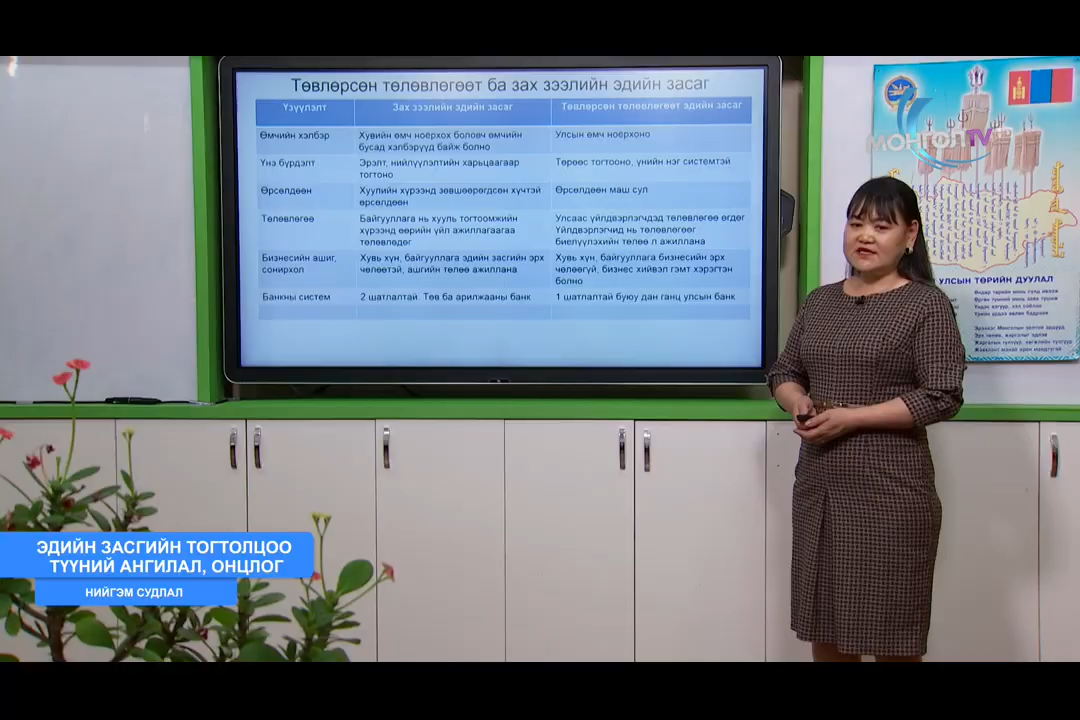 Төвлөрсөн төлөвлөгөөт ба зах зээлийн эдийн засаг
Үзүүлэлт
Зах зээлийн эдийн засаг
Төвлөрсөн төлөвлөгөөт эдийн засаг
Өмчийн хэлбэр
Хувийн өмч ноёрхох боловч өмчийн
бусад хэлбэрүүд байж болно
Улсын өмч ноёрхоно
Үнэ бүрдэлт
Эрэлт, нийлүүлэлтийн харьцаагаар
тогтоно
Төрөөс тогтооно, үнийн нэг системтэй
Өрсөлдөөн
Хуулийн хүрээнд зөвшөөрөгдсөн хүчтэй
өрсөлдөөн
Өрсөлдөөн маш сул
Төлөвлөгөө
Байгууллага нь хууль тогтоомжийн
хүрээнд өөрийн үйл ажиллагаагаа
төлөвлөдөг
Улсаас үйлдвэрлэгчдэд төлөвлөгөө өгдөг
Үйлдвэрлэгчид нь төлөвлөгөөг
биелүүлэхийн төлөө л ажиллана
Бизнесийн ашиг,
сонирхол
Хувь хүн, байгууллага эдийн засгийн эрх
чөлөөтэй, ашгийн төлөө ажиллана
Хувь хүн, байгууллага бизнесийн эрх
чөлөөгүй, бизнес хийвэл гэмт хэрэгтэн
болно
Банкны систем
2 шатлалтай. Төв ба арилжааны банк
1 шатлалтай буюу дан ганц улсын банк
МОНГОЛ TV
УЛСЫН ТӨРИЙН ДУУЛАЛ
ЭДИЙН ЗАСГИЙН ТОГТОЛЦОО
ТҮҮНИЙ АНГИЛАЛ, ОНЦЛОГ
НИЙГЭМ СУДЛАЛ